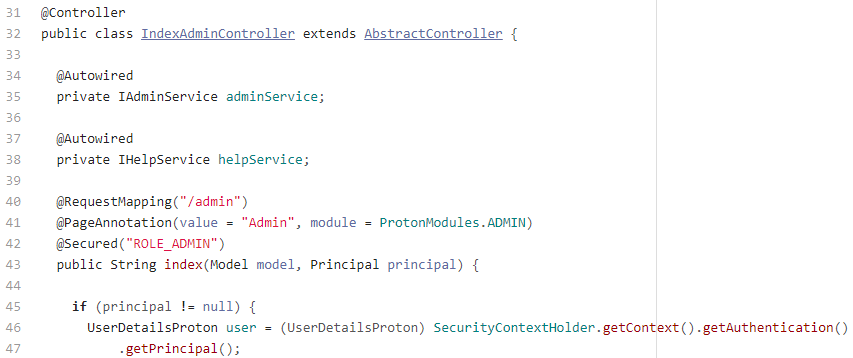 31 @Controller
32 public class IndexAdminController extends AbstractController {
33
34 @Autowired
35 private IAdminService adminService;
36
37 @Autowired
38 private IHelpService helpService;
39
40 @RequestMapping("/admin")
41 @PageAnnotation(value = "Admin", module = ProtonModules.ADMIN)
42 @Secured("ROLE_ADMIN")
43 public String index(Model model, Principal principal) {
44
45 if (principal != null) {
46 UserDetailsProton user = (UserDetailsProton) SecurityContextHolder.getContext().getAuthentication()
47 .getPrincipal();